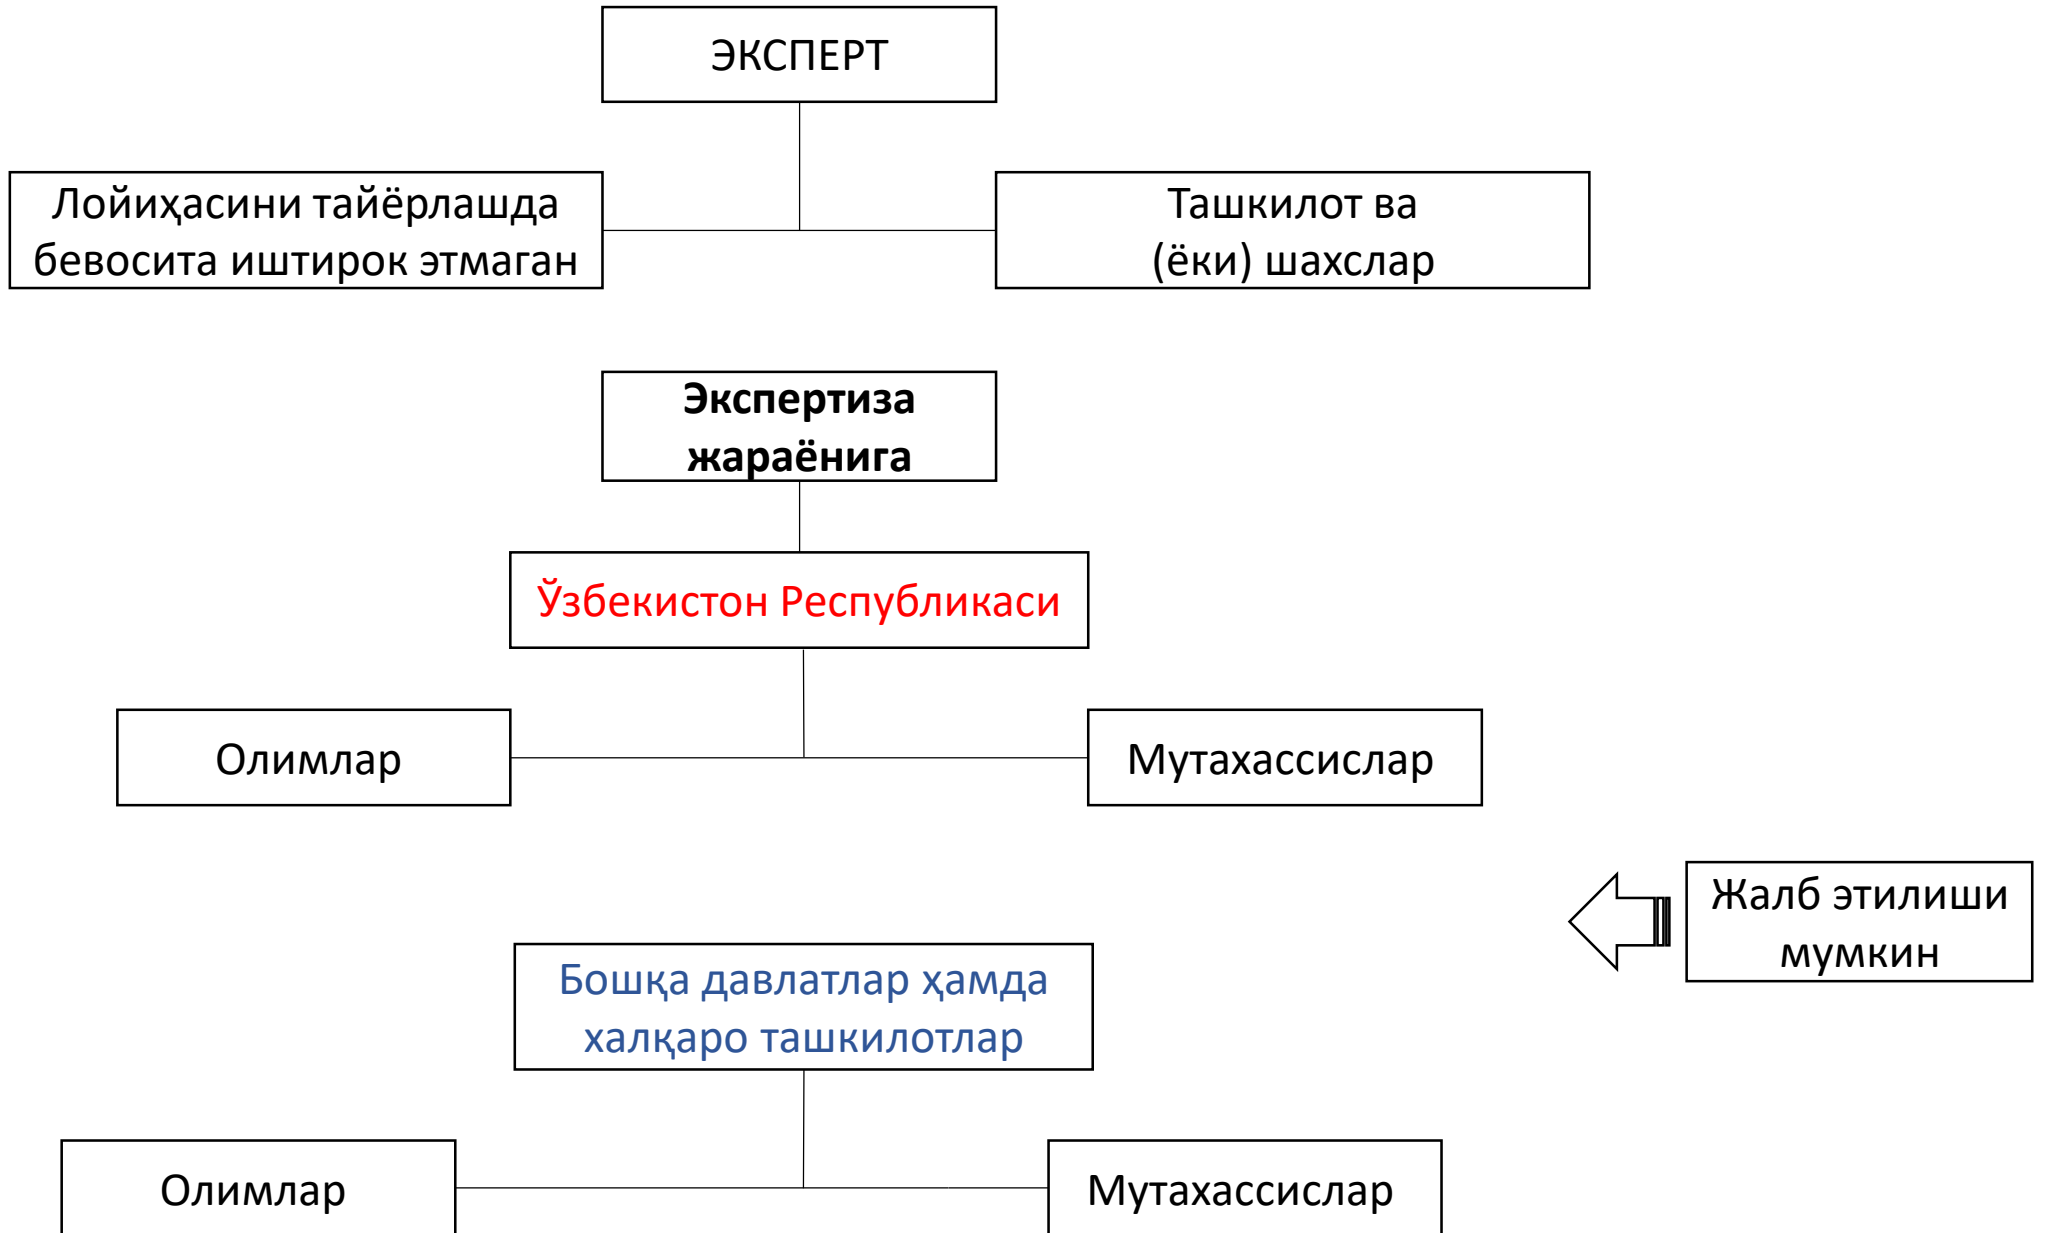 ЭКСПЕРТ
Лойиҳасини тайёрлашда
бевосита иштирок этмаган
Ташкилот ва
(ёки) шахслар
Экспертиза
жараёнига
Ўзбекистон Республикаси
Олимлар
Мутахассислар
Жалб этилиши
мумкин
Бошқа давлатлар ҳамда
халқаро ташкилотлар
Олимлар
Мутахассислар